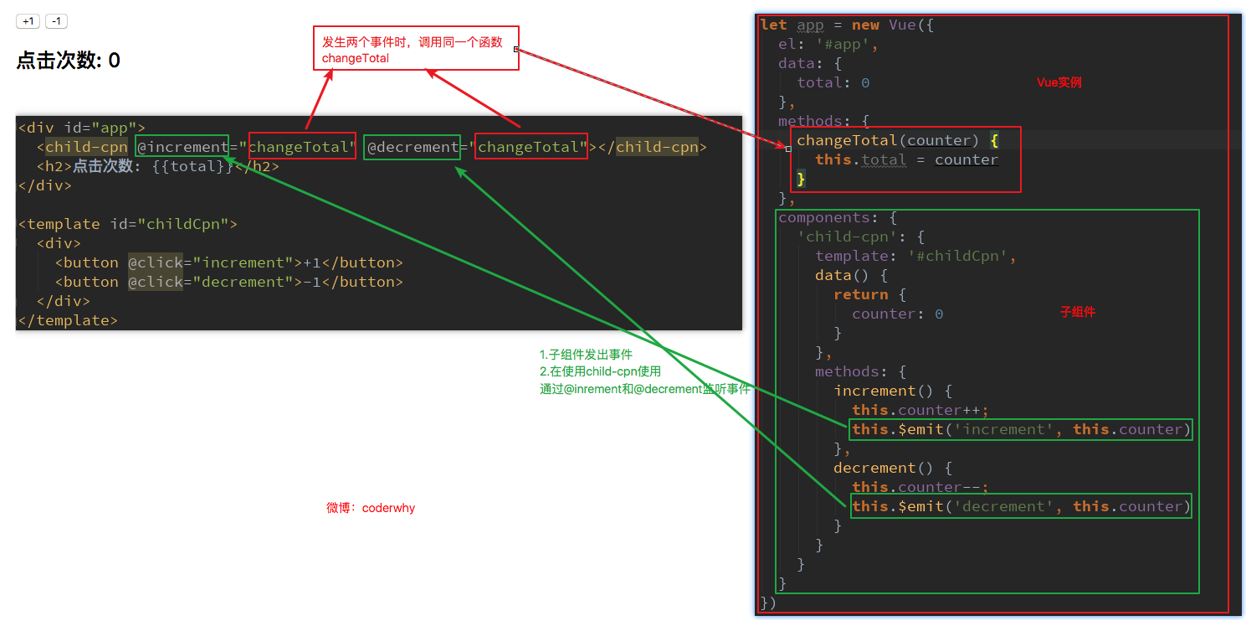 +1 -1
点击次数: 0
发生两个事件时，调用同一个函数
changeTotal
<div id="app">
<child-cpn @increment="changeTotal" @decrement="changeTotal"></child-cpn>
<h2>点击次数: {{total}}</h2>
</div>
<template id="childCpn">
<div>
<button @click="increment">+1</button>
<button @click="decrement">-1</button>
</div>
</template>
1.子组件发出事件
2.在使用child-cpn使用
通过@inrement和@decrement监听事件
微博：coderwhy
let app = new Vue({
el: '#app',
data: {
total: 0
Vue实例
},
methods: {
changeTotal(counter) {
this.total = counter
}
},
components: {
'child-cpn': {
template: '#childCpn',
data() {
return {
counter: 0
子组件
}
},
methods: {
increment() {
this.counter++;
this.$emit('increment', this.counter)
},
decrement() {
this.counter--;
this.$emit('decrement', this.counter)
}
}
}
}
})